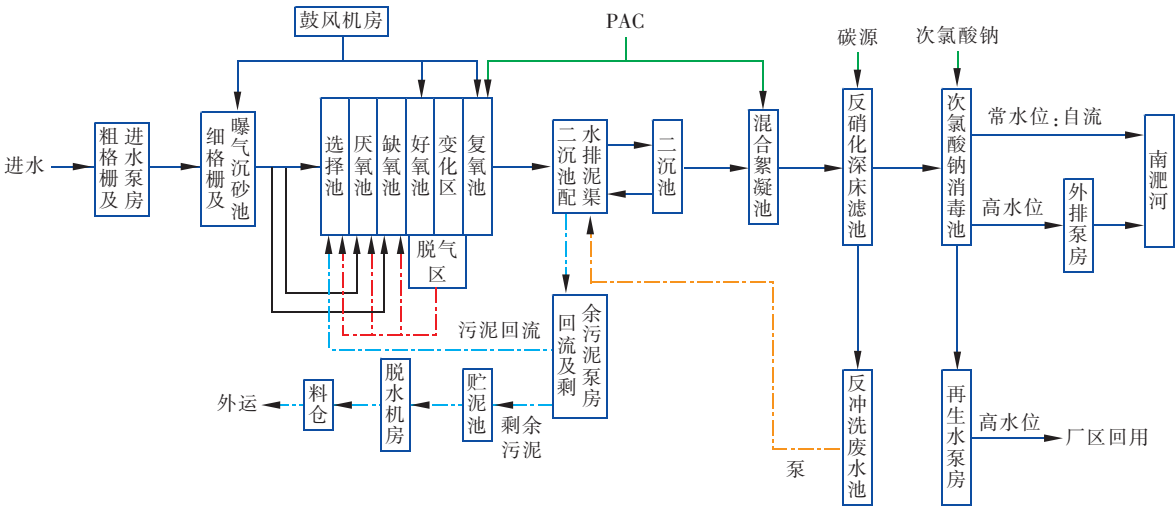 鼓风机房
PAC
碳源
次氯酸钠
进水
粗格栅及
进水泵房
细格栅及
曝气沉砂池
选择池
厌氧池
缺氧池
好氧池
变化区
复氧池
脱气
区
二沉池配
水排泥渠
二沉池
混合絮凝池
反硝化深床滤池
次氯酸钠消毒池
常水位:自流
高水位
外排泵房
南淝河
污泥回流
回流及剩
余污泥泵房
外运
料仓
脱水机房
贮泥池
剩余
污泥
泵
反冲洗废水池
再生水泵房
高水位
厂区回用